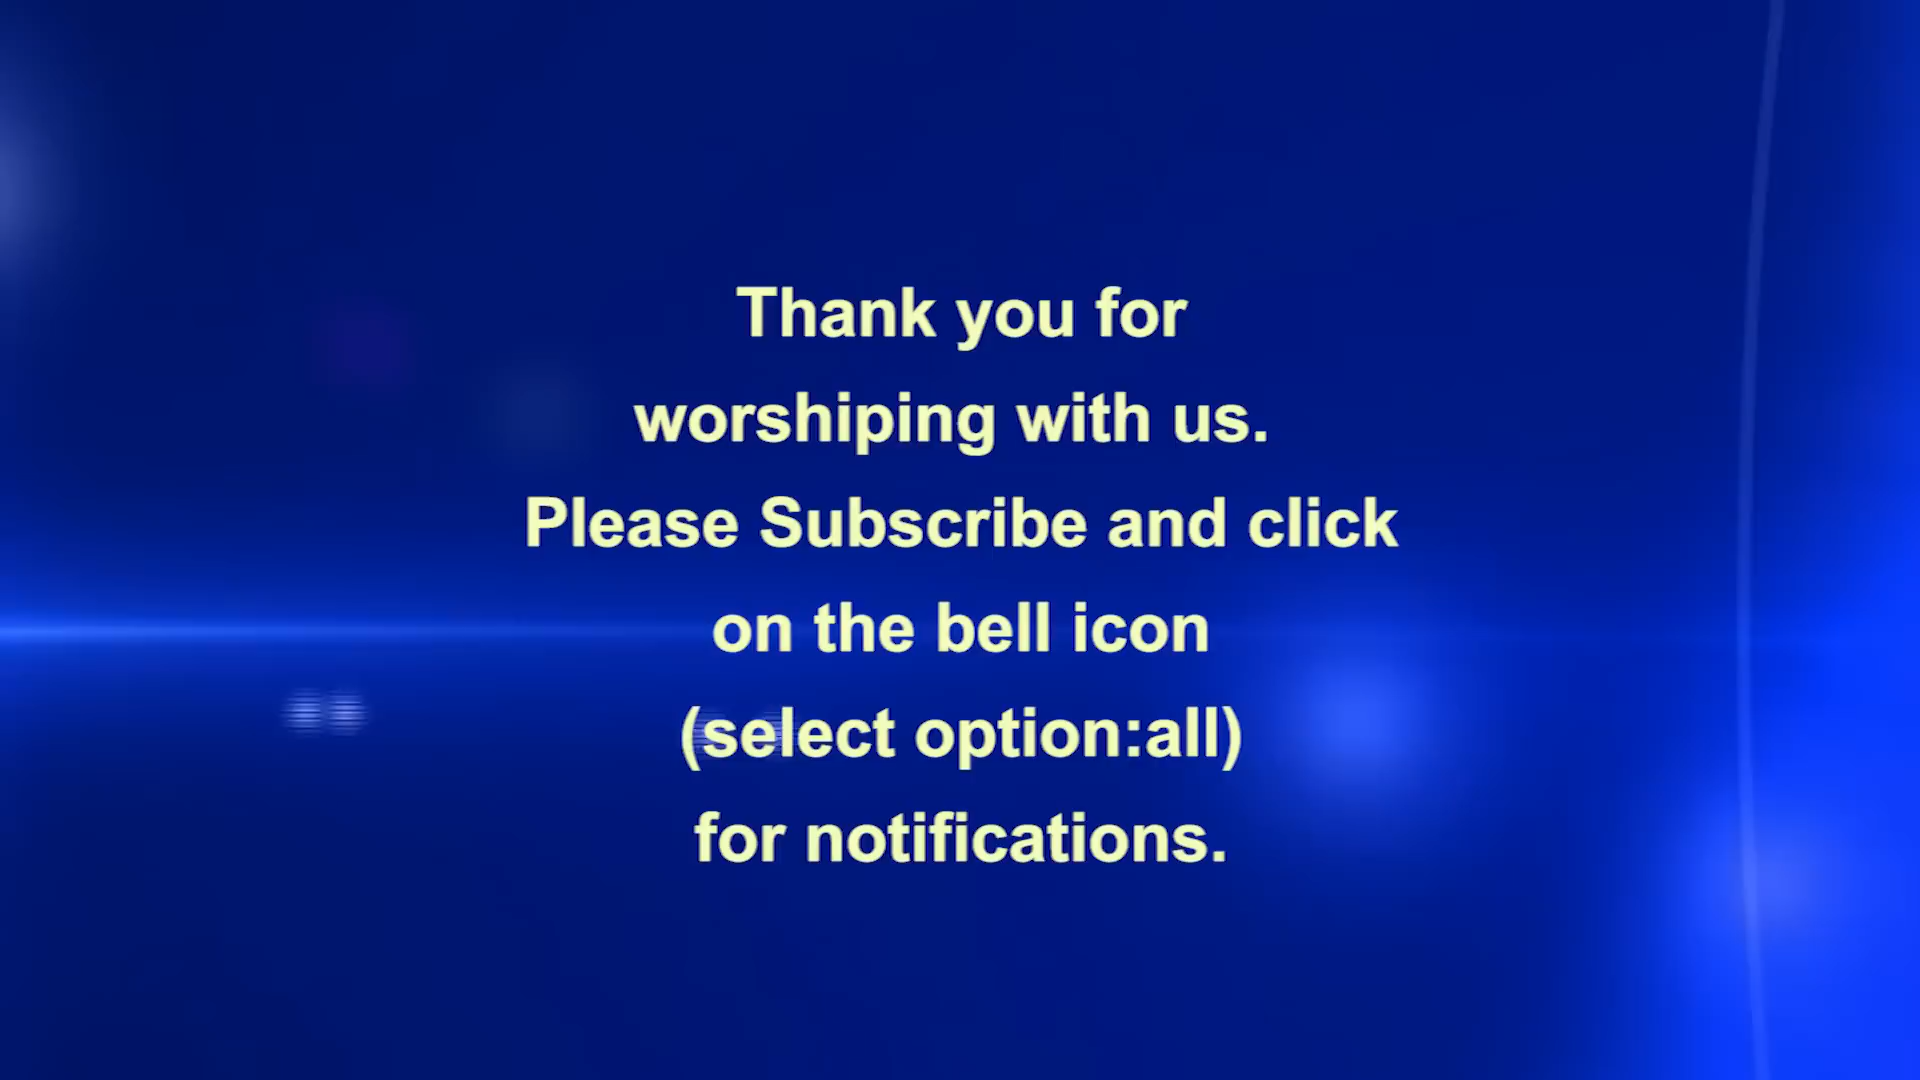 Thank you for
worshiping with us.
Please Subscribe and click
on the bell icon
(select option:all)
for notifications.